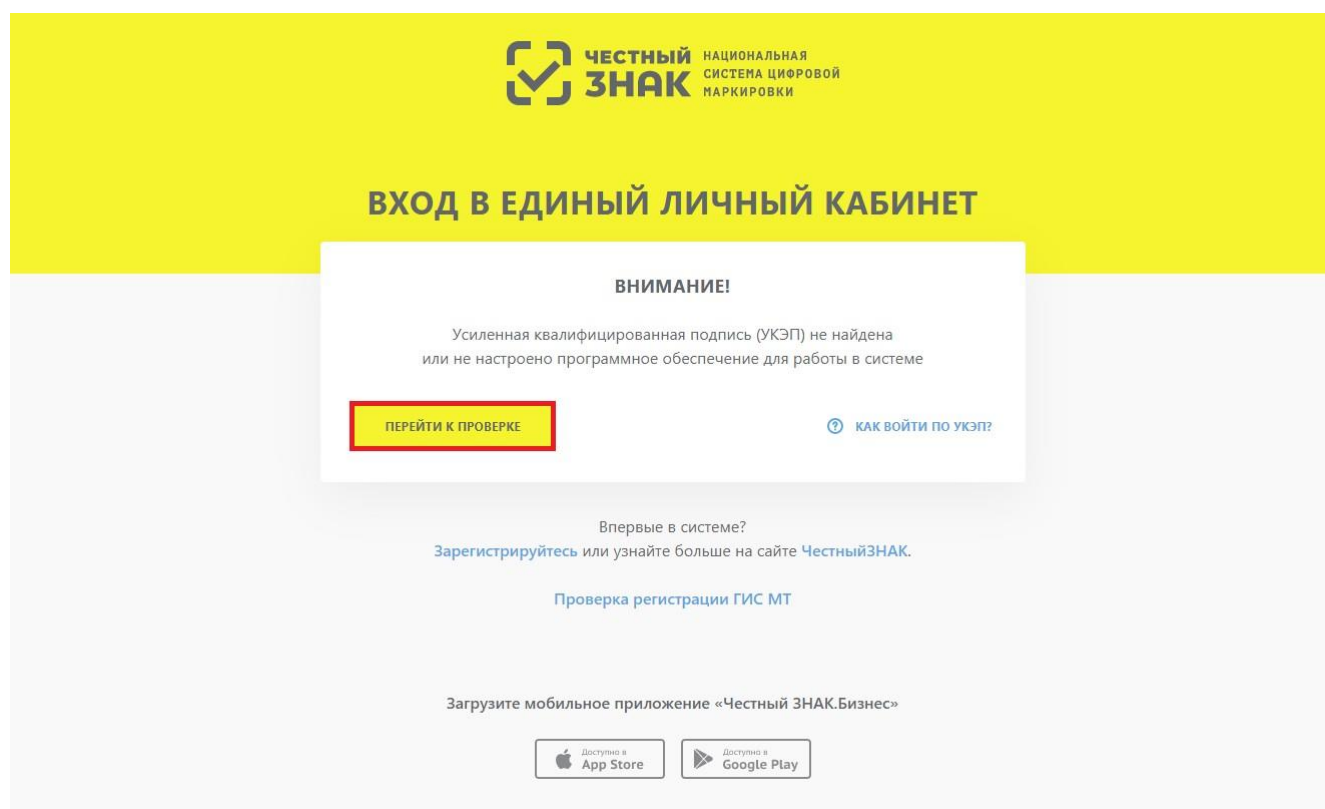 ЧЕСТНЫЙ
ЗНАК
НАЦИОНАЛЬНАЯ
СИСТЕМА ЦИФРОВОЙ
МАРКИРОВКИ
ВХОД В ЕДИНЫЙ ЛИЧНЫЙ КАБИНЕТ
ВНИМАНИЕ!
Усиленная квалифицированная подпись (УКЭП) не найдена
или не настроено программное обеспечение для работы в системе
ПЕРЕЙТИ К ПРОВЕРКЕ
? КАК ВОЙТИ ПО УКЭП?
Впервые в системе?
Зарегистрируйтесь или узнайте больше на сайте ЧестныйЗНАК.
Проверка регистрации ГИС МТ
Загрузите мобильное приложение «Честный ЗНАК.Бизнес»
Доступно в
App Store
Доступно в
Google Play